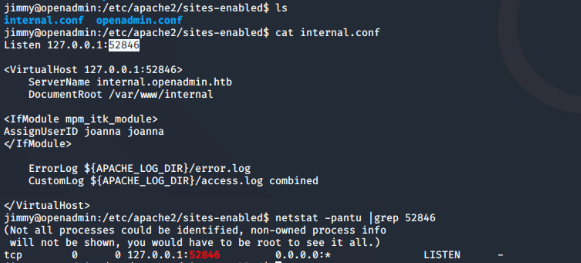 jimmy@openadmin:/etc/apache2/sites-enabled$ ls
internal.conf openadmin.conf
jimmy@openadmin:/etc/apache2/sites-enabled$ cat internal.conf
Listen 127.0.0.1:52846
<VirtualHost 127.0.0.1:52846>
ServerName internal.openadmin.htb
DocumentRoot /var/www/internal
<IfModule mpm_itk_module>
AssignUserID joanna joanna
</IfModule>
ErrorLog ${APACHE_LOG_DIR}/error.log
CustomLog ${APACHE_LOG_DIR}/access.log combined
</VirtualHost>
jimmy@openadmin:/etc/apache2/sites-enabled$ netstat -pantu |grep 52846
(Not all processes could be identified, non-owned process info
will not be shown, you would have to be root to see it all.)
tcp 0 0 127.0.0.1:52846 0.0.0.0:* LISTEN -